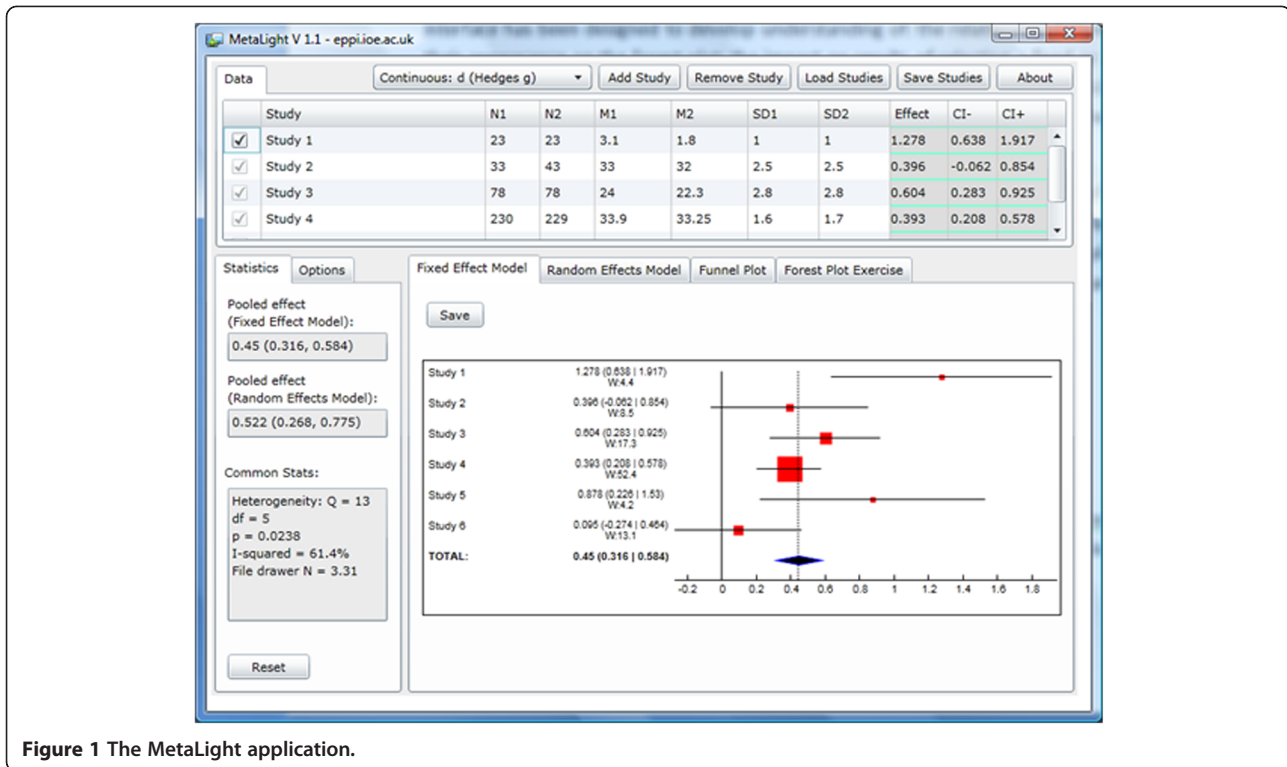 MetaLight V 1.1 - eppi.ioe.ac.uk
Data
Continuous: d (Hedges g)
Add Study
Remove Study
Load Studies
Save Studies
About
Study N1 N2 M1 M2 SD1 SD2 Effect CI- CI+
Study 1 23 23 3.1 1.8 1 1 1.278 0.638 1.917
Study 2 33 43 33 32 2.5 2.5 0.396 -0.062 0.854
Study 3 78 78 24 22.3 2.8 2.8 0.604 0.283 0.925
Study 4 230 229 33.9 33.25 1.6 1.7 0.393 0.208 0.578
Statistics Options
Pooled effect
(Fixed Effect Model):
0.45 (0.316, 0.584)
Pooled effect
(Random Effects Model):
0.522 (0.268, 0.775)
Common Stats:
Heterogeneity: Q = 13
df = 5
p = 0.0238
I-squared = 61.4%
File drawer N = 3.31
Reset
Fixed Effect Model Random Effects Model Funnel Plot Forest Plot Exercise
Save
Study 1 1.278 (0.638 | 1.917)
W:4.4
Study 2 0.396 (-0.062 | 0.854)
W:8.5
Study 3 0.604 (0.283 | 0.925)
W:17.3
Study 4 0.393 (0.208 | 0.578)
W:52.4
Study 5 0.878 (0.226 | 1.53)
W:4.2
Study 6 0.095 (-0.274 | 0.464)
W:13.1
TOTAL: 0.45 (0.316 | 0.584)
-0.2 0 0.2 0.4 0.6 0.8 1 1.2 1.4 1.6 1.8
Figure 1 The MetaLight application.